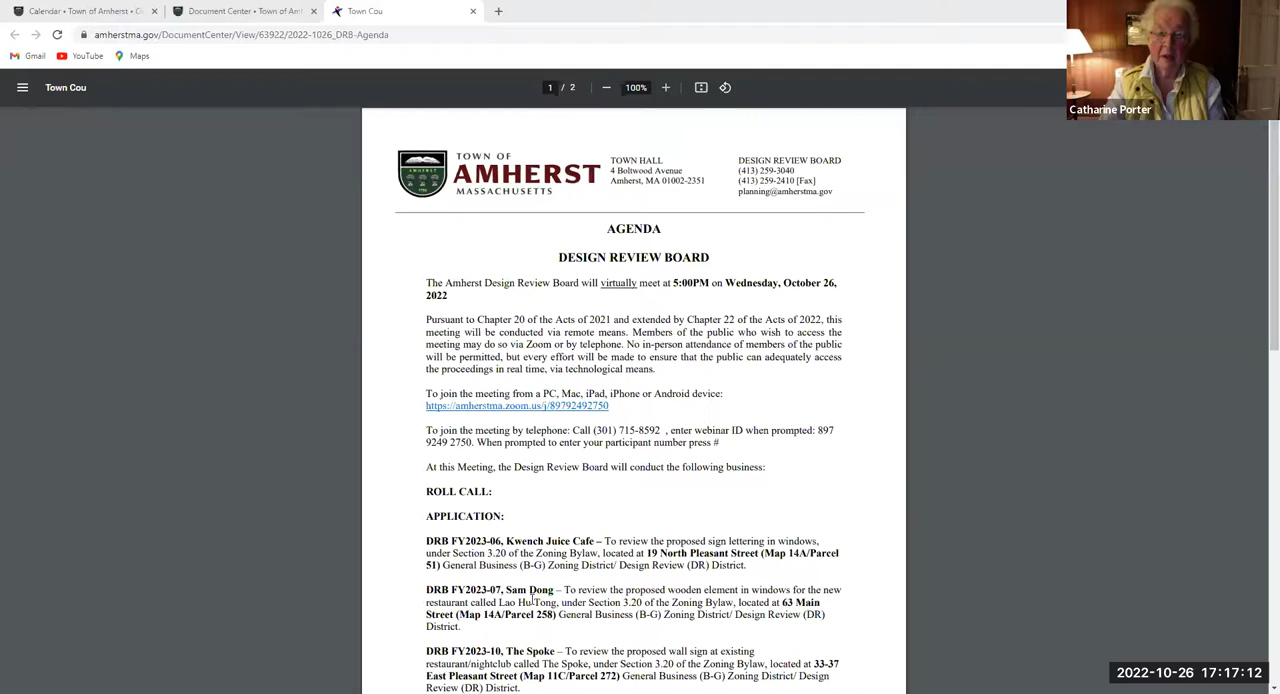 Calendar • Town of Amherst • C
Document Center • Town of Am
Town Cou
amherstma.gov/DocumentCenter/View/63922/2022-1026_DRB-Agenda
Gmail
YouTube
Maps
Town Cou
1 / 2
100%
Catharine Porter
TOWN OF
AMHERST
MASSACHUSETTS
TOWN HALL
4 Boltwood Avenue
Amherst, MA 01002-2351
DESIGN REVIEW BOARD
(413) 259-3040
(413) 259-2410 [Fax]
planning@amherstma.gov
AGENDA
DESIGN REVIEW BOARD
The Amherst Design Review Board will virtually meet at 5:00PM on Wednesday, October 26,
2022
Pursuant to Chapter 20 of the Acts of 2021 and extended by Chapter 22 of the Acts of 2022, this
meeting will be conducted via remote means. Members of the public who wish to access the
meeting may do so via Zoom or by telephone. No in-person attendance of members of the public
will be permitted, but every effort will be made to ensure that the public can adequately access
the proceedings in real time, via technological means.
To join the meeting from a PC, Mac, iPad, iPhone or Android device:
https://amherstma.zoom.us/j/89792492750
To join the meeting by telephone: Call (301) 715-8592 , enter webinar ID when prompted: 897
9249 2750. When prompted to enter your participant number press #
At this Meeting, the Design Review Board will conduct the following business:
ROLL CALL:
APPLICATION:
DRB FY2023-06, Kwench Juice Cafe – To review the proposed sign lettering in windows,
under Section 3.20 of the Zoning Bylaw, located at 19 North Pleasant Street (Map 14A/Parcel
51) General Business (B-G) Zoning District/ Design Review (DR) District.
DRB FY2023-07, Sam Dong – To review the proposed wooden element in windows for the new
restaurant called Lao Hu Tong, under Section 3.20 of the Zoning Bylaw, located at 63 Main
Street (Map 14A/Parcel 258) General Business (B-G) Zoning District/ Design Review (DR)
District.
DRB FY2023-10, The Spoke – To review the proposed wall sign at existing
restaurant/nightclub called The Spoke, under Section 3.20 of the Zoning Bylaw, located at 33-37
East Pleasant Street (Map 11C/Parcel 272) General Business (B-G) Zoning District/ Design
Review (DR) District.
2022-10-26 17:17:12